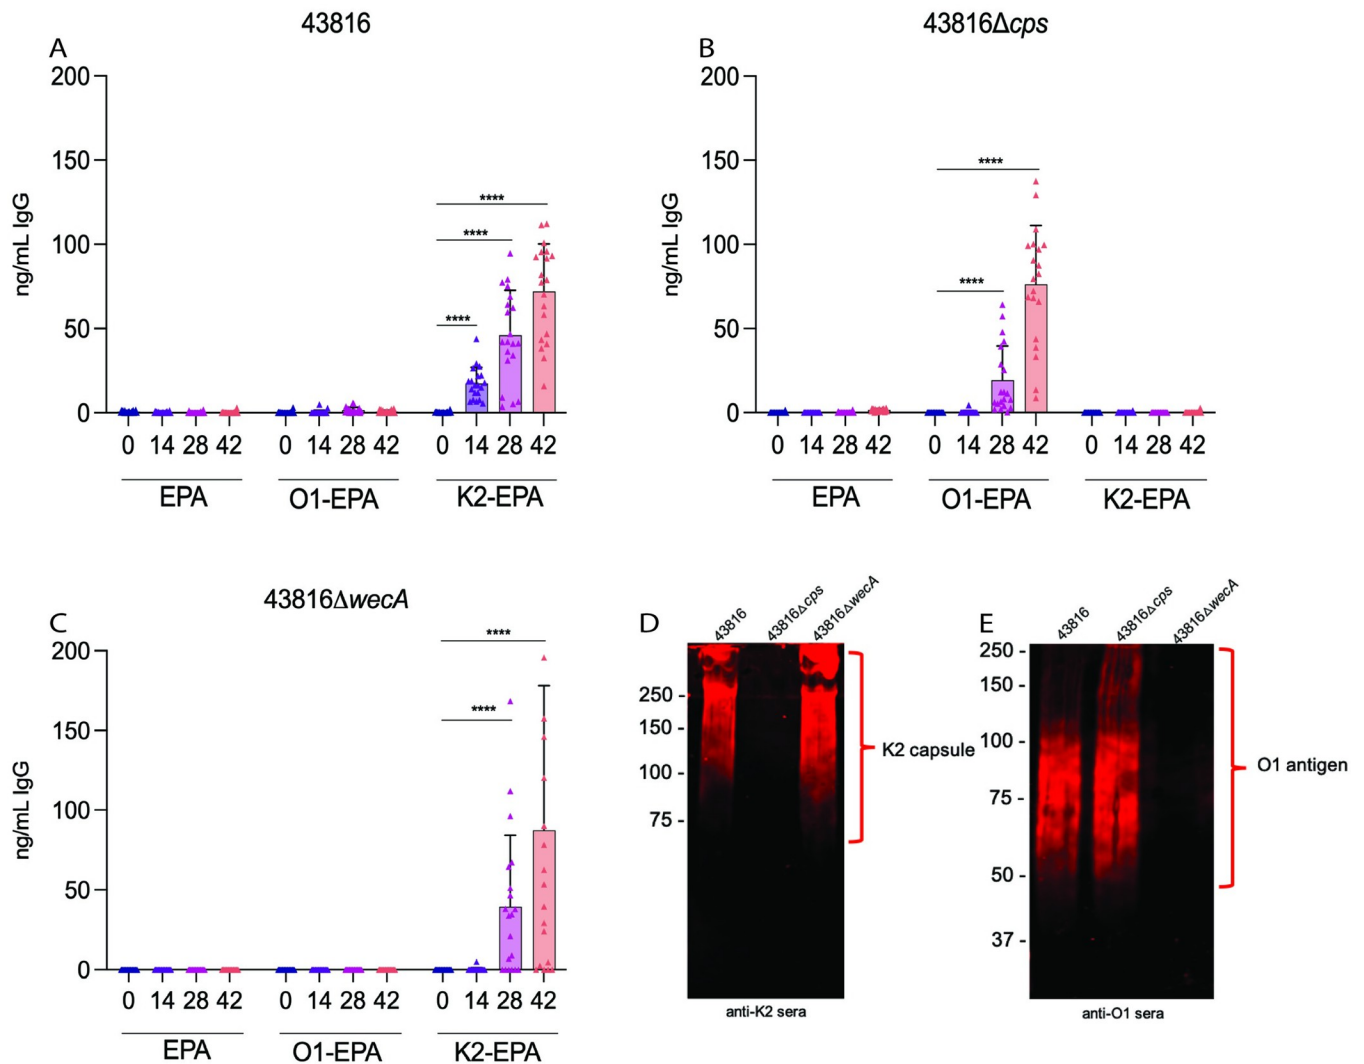 43816
A
200
150
100
50
0
ng/mL IgG
****
****
****
0 14 28 42 0 14 28 42 0 14 28 42
EPA O1-EPA K2-EPA
43816Δcps
B
200
150
100
50
0
ng/mL IgG
****
****
0 14 28 42 0 14 28 42 0 14 28 42
EPA O1-EPA K2-EPA
43816ΔwecA
C
200
150
100
50
0
ng/mL IgG
****
****
0 14 28 42 0 14 28 42 0 14 28 42
EPA O1-EPA K2-EPA
D
43816 43816Δcps 43816ΔwecA
250 -
150 -
100 -
75 -
K2 capsule
anti-K2 sera
E
43816 43816Δcps 43816ΔwecA
250 -
150 -
100 -
75 -
50 -
37 -
O1 antigen
anti-O1 sera